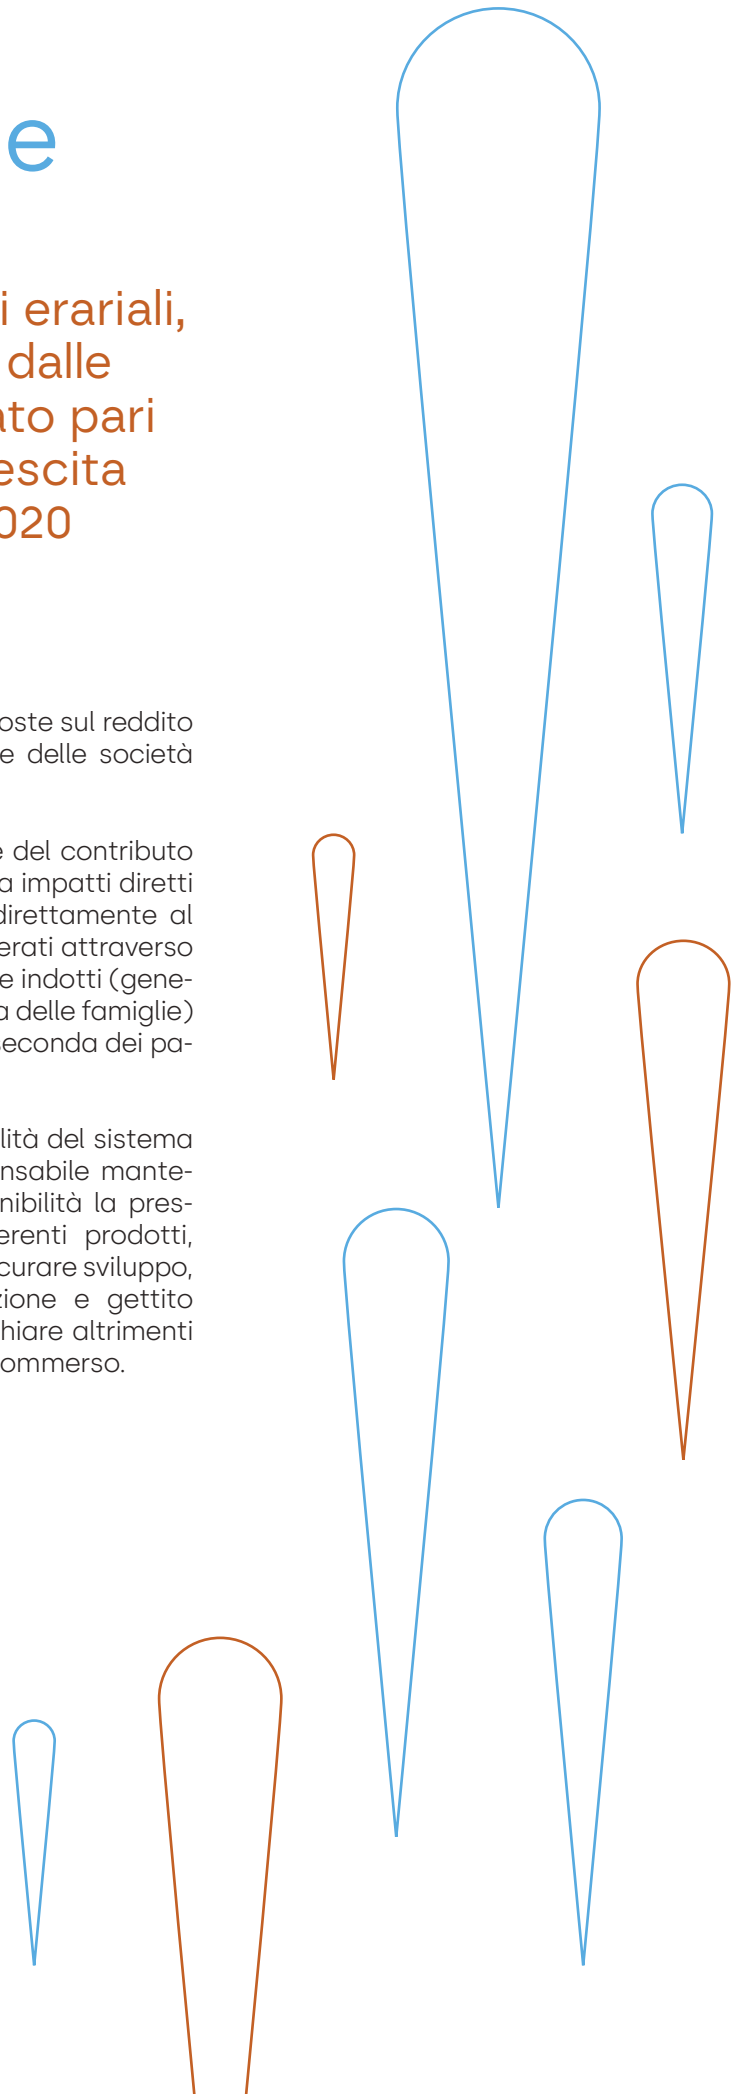 e
i erariali,
dalle
ato pari
escita
020
oste sul reddito
e delle società
e del contributo
a impatti diretti
direttamente al
erati attraverso
e indotti (gene-
a delle famiglie)
seconda dei pa-
lità del sistema
ensabile mante-
nibilità la pres-
erenti prodotti,
curare sviluppo,
zione e gettito
hiare altrimenti
ommerso.